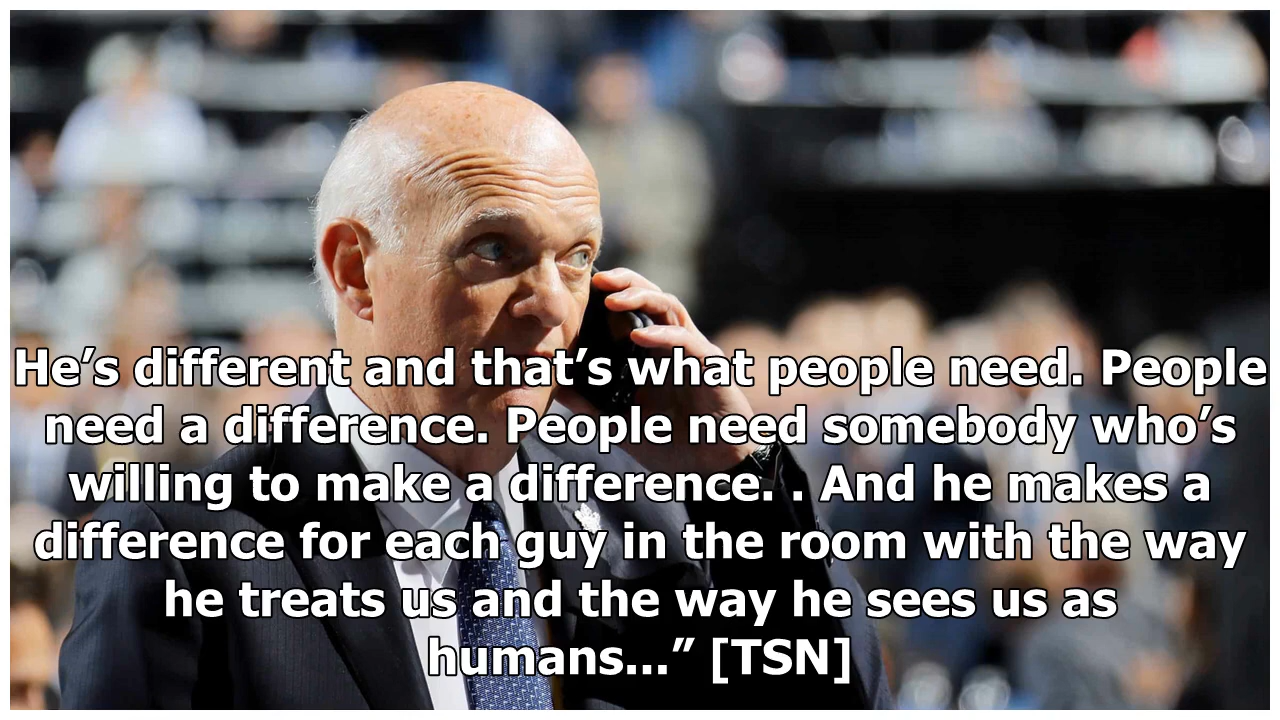 He’s different and that’s what people need. People
need a difference. People need somebody who’s
willing to make a difference. . And he makes a
difference for each guy in the room with the way
he treats us and the way he sees us as
humans...” [TSN]